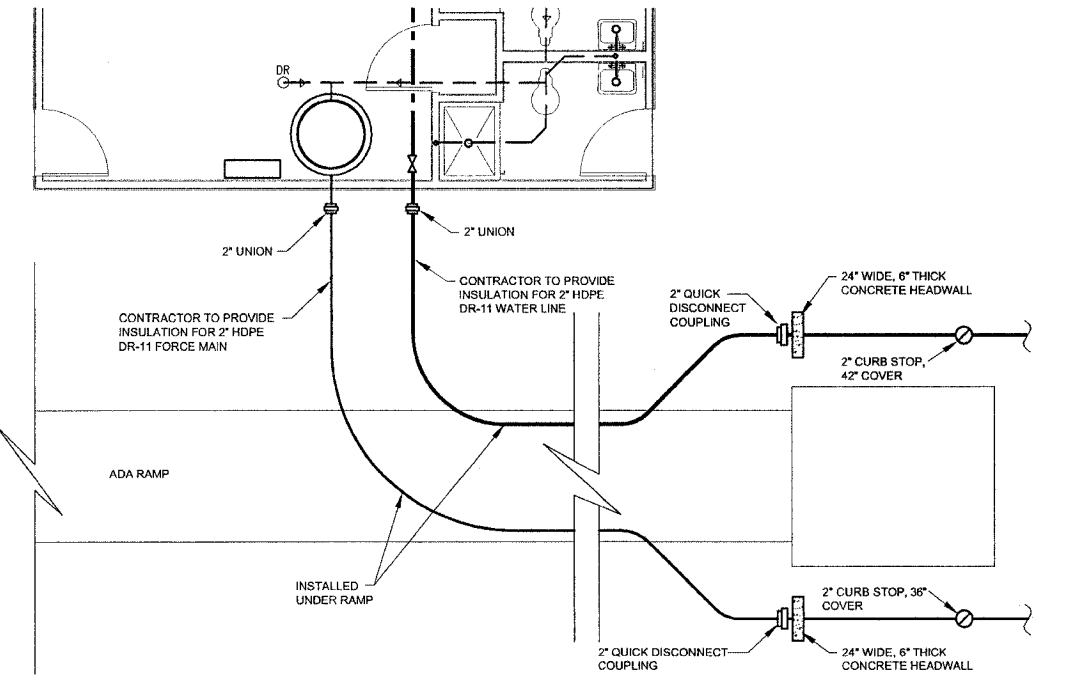 DR
2" UNION
2" UNION
CONTRACTOR TO PROVIDE
INSULATION FOR 2" HDPE
DR-11 WATER LINE
CONTRACTOR TO PROVIDE
INSULATION FOR 2" HDPE
DR-11 FORCE MAIN
2" QUICK
DISCONNECT
COUPLING
24" WIDE, 6" THICK
CONCRETE HEADWALL
2" CURB STOP,
42" COVER
ADA RAMP
INSTALLED
UNDER RAMP
2" CURB STOP, 36"
COVER
2" QUICK DISCONNECT
COUPLING
24" WIDE, 6" THICK
CONCRETE HEADWALL